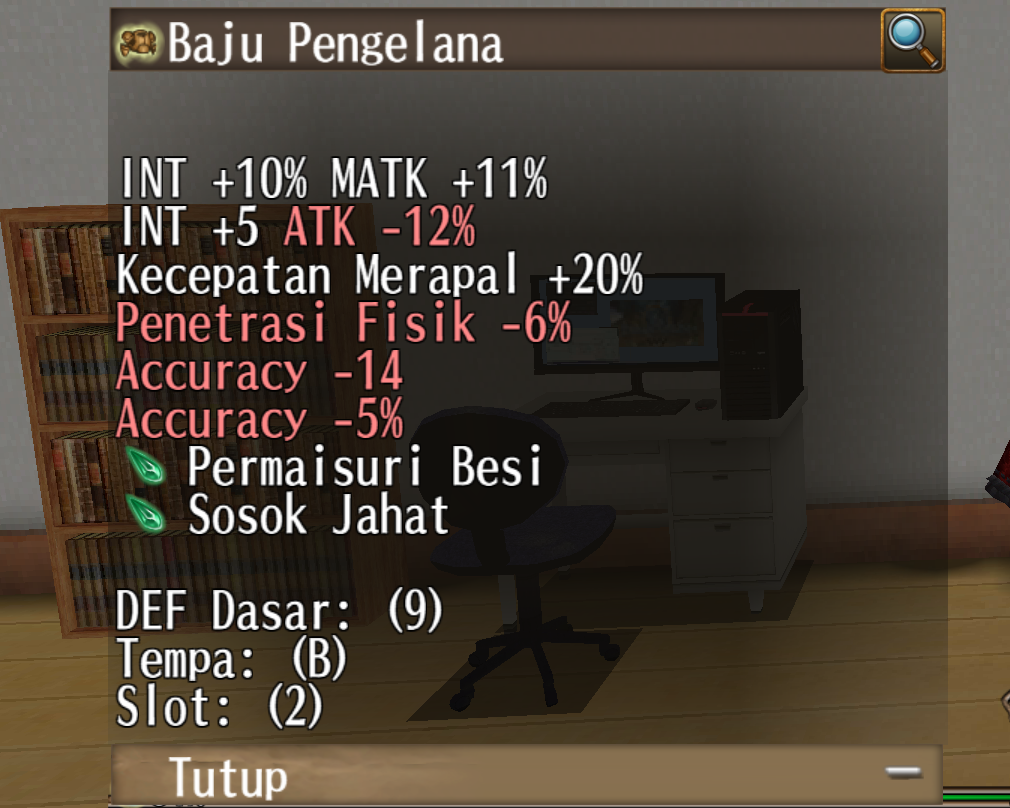 Baju Pengelana
INT +10% MATK +11%
INT +5 ATK -12%
Kecepatan Merapal +20%
Penetrasi Fisik -6%
Accuracy -14
Accuracy -5%
Permaisuri Besi
Sosok Jahat
DEF Dasar: (9)
Tempa: (B)
Slot: (2)
Tutup